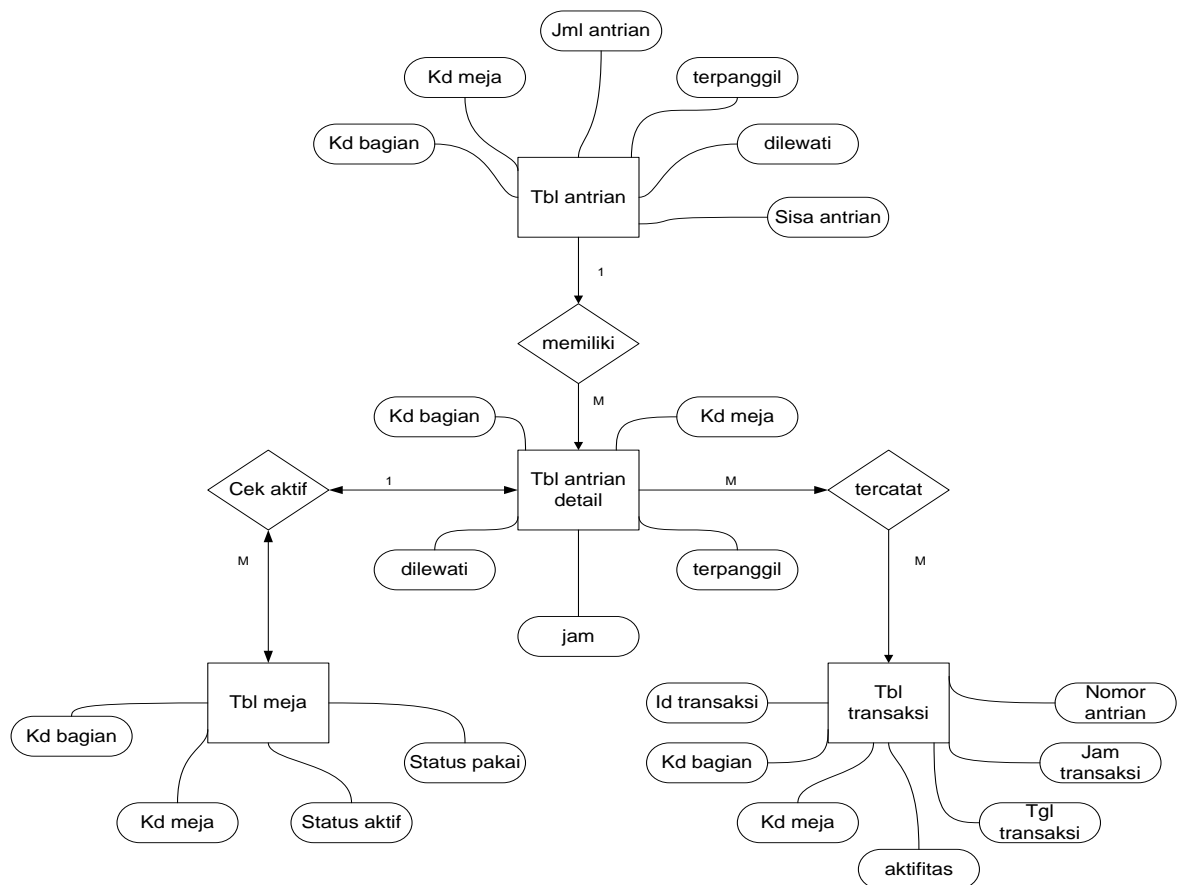 Jml antrian
Kd meja
terpanggil
Kd bagian
dilewati
Tbl antrian
Sisa antrian
1
memiliki
M
Kd bagian
Kd meja
Cek aktif
1
Tbl antrian
detail
M
tercatat
M
dilewati
terpanggil
M
jam
Tbl meja
Kd bagian
Status pakai
Kd meja
Status aktif
Id transaksi
Tbl
transaksi
Nomor
antrian
Kd bagian
Jam
transaksi
Kd meja
Tgl
transaksi
aktifitas